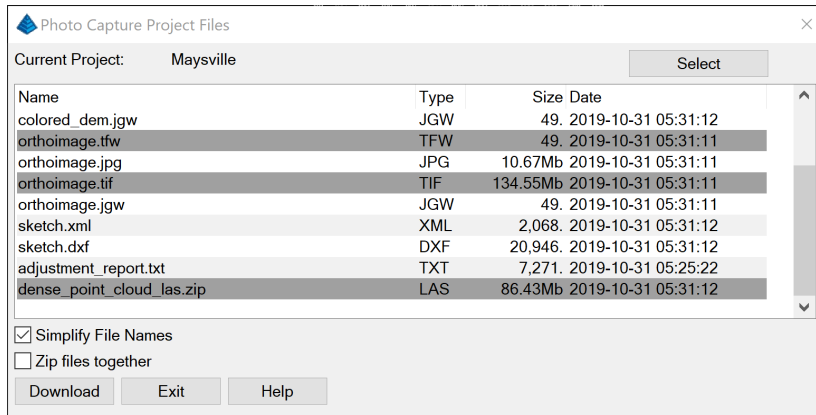 Photo Capture Project Files
Current Project: Maysville Select
Name Type Size Date
colored_dem.jgw JGW 49. 2019-10-31 05:31:12
orthoimage.tfw TFW 49. 2019-10-31 05:31:11
orthoimage.jpg JPG 10.67Mb 2019-10-31 05:31:11
orthoimage.tif TIF 134.55Mb 2019-10-31 05:31:11
orthoimage.jgw JGW 49. 2019-10-31 05:31:11
sketch.xml XML 2,068. 2019-10-31 05:31:12
sketch.dxf DXF 20,946. 2019-10-31 05:31:12
adjustment_report.txt TXT 7,271. 2019-10-31 05:25:22
dense_point_cloud_las.zip LAS 86.43Mb 2019-10-31 05:31:12
Simplify File Names
Zip files together
Download Exit Help